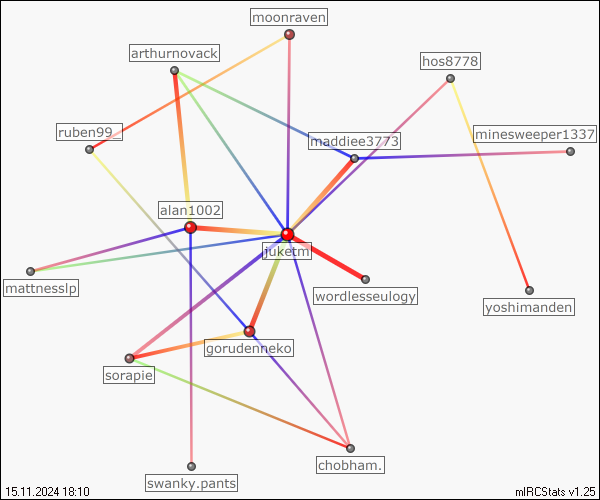 moonraven
arthurnovack
hos8778
ruben99_
minesweeper1337
maddiee3773
alan1002
juketm
mattnesslp
wordlesseulogy
yoshimanden
gorudenneko
sorapie
chobham.
swanky.pants
15.11.2024 18:10
mIRCStats v1.25